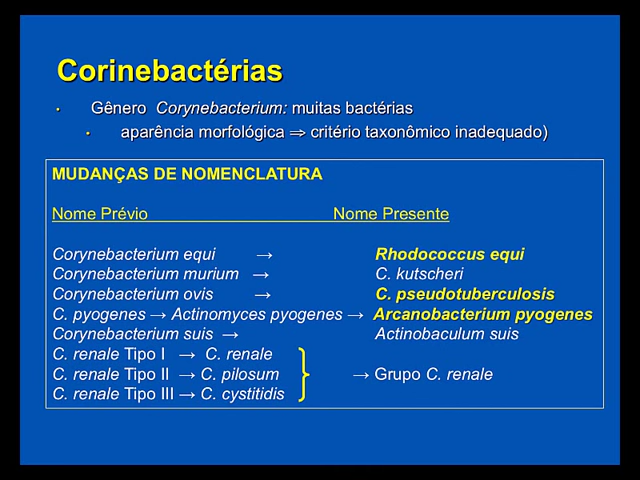 Corinebactérias
• Gênero Corynebacterium: muitas bactérias
• aparência morfológica ⇒ critério taxonômico inadequado)
MUDANÇAS DE NOMENCLATURA
Nome Prévio Nome Presente
Corynebacterium equi → Rhodococcus equi
Corynebacterium murium → C. kutscheri
Corynebacterium ovis → C. pseudotuberculosis
C. pyogenes → Actinomyces pyogenes → Arcanobacterium pyogenes
Corynebacterium suis → Actinobaculum suis
C. renale Tipo I → C. renale
C. renale Tipo II → C. pilosum → Grupo C. renale
C. renale Tipo III → C. cystitidis